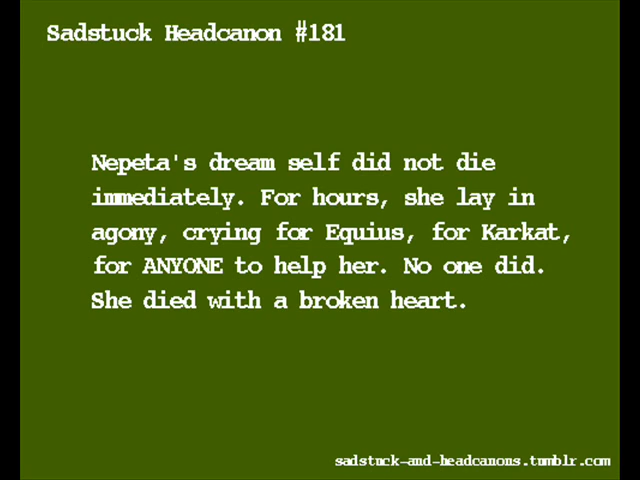 Sadstuck Headcanon #181
Nepeta's dream self did not die
immediately. For hours, she lay in
agony, crying for Equius, for Karkat,
for ANYONE to help her. No one did.
She died with a broken heart.
sadstuck-and-headcanons.tumblr.com